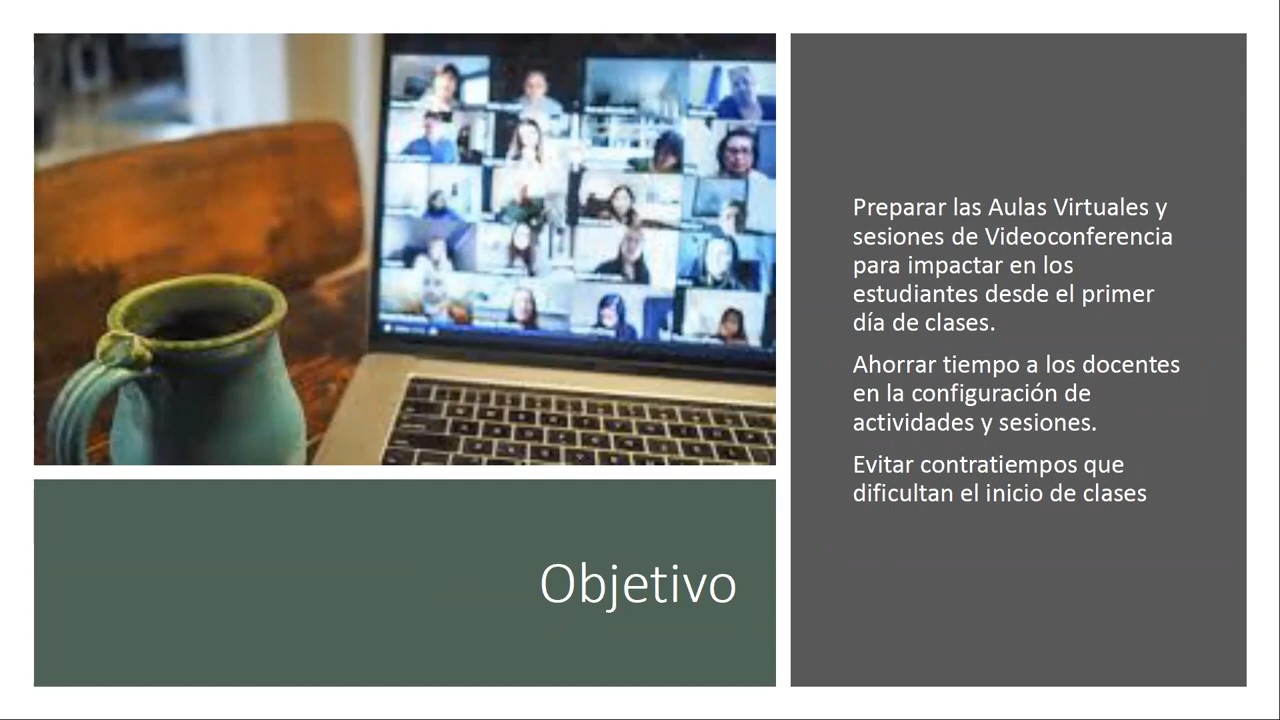 Objetivo
Preparar las Aulas Virtuales y
sesiones de Videoconferencia
para impactar en los
estudiantes desde el primer
día de clases.
Ahorrar tiempo a los docentes
en la configuración de
actividades y sesiones.
Evitar contratiempos que
dificultan el inicio de clases